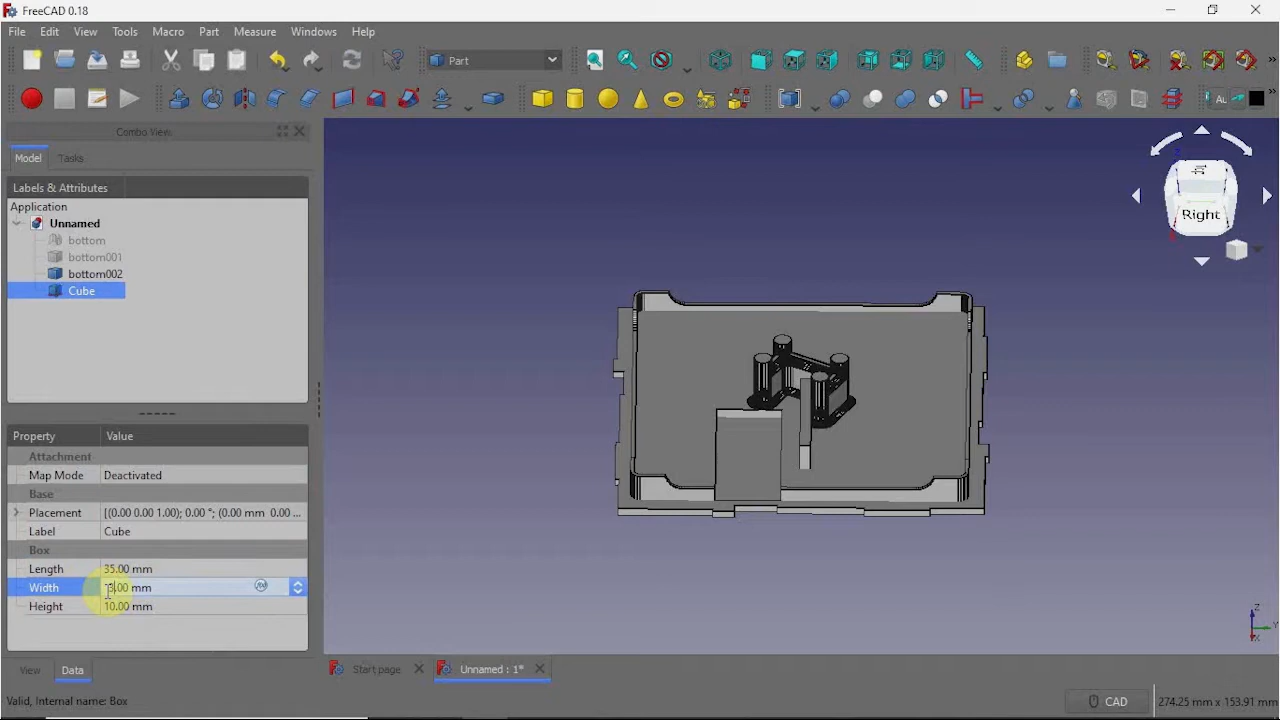 FreeCAD 0.18
File Edit View Tools Macro Part Measure Windows Help
Part
Combo View
Model Tasks
Labels & Attributes
Application
Unnamed
bottom
bottom001
bottom002
Cube
Property Value
Attachment
Map Mode Deactivated
Base
Placement [(0.00 0.00 1.00); 0.00 °; (0.00 mm 0.00 ...
Label Cube
Box
Length 35.00 mm
Width mm
Height 10.00 mm
View Data
Right
Z
Y
X
Start page Unnamed : 1*
Valid, Internal name: Box
CAD 274.25 mm x 153.91 mm